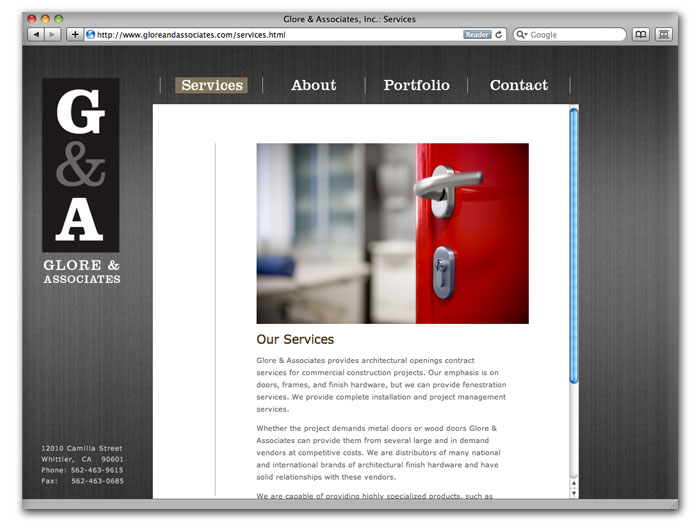 Glore & Associates, Inc.: Services
http://www.gloreandassociates.com/services.html
Reader
Google
Services
About
Portfolio
Contact
G
&
A
GLORE &
ASSOCIATES
Our Services
Glore & Associates provides architectural openings contract
services for commercial construction projects. Our emphasis is on
doors, frames, and finish hardware, but we can provide fenestration
services. We provide complete installation and project management
services.
Whether the project demands metal doors or wood doors Glore &
Associates can provide them from several large and in demand
vendors at competitive costs. We are distributors of many national
and international brands of architectural finish hardware and have
solid relationships with these vendors.
We are capable of providing highly specialized products, such as
12010 Camilla Street
Whittier, CA 90601
Phone: 562-463-9615
Fax: 562-463-0685